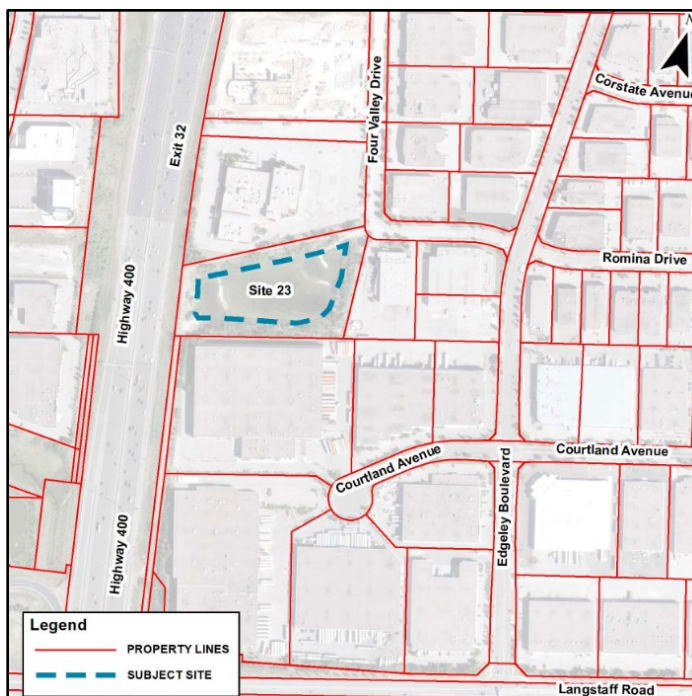 N
Corstate Avenue
Four Valley Drive
Exit 32
Romina Drive
Site 23
Highway 400
Courtland Avenue
Courtland Avenue
Edgeley Boulevard
Highway 400
Legend
PROPERTY LINES
SUBJECT SITE
Langstaff Road